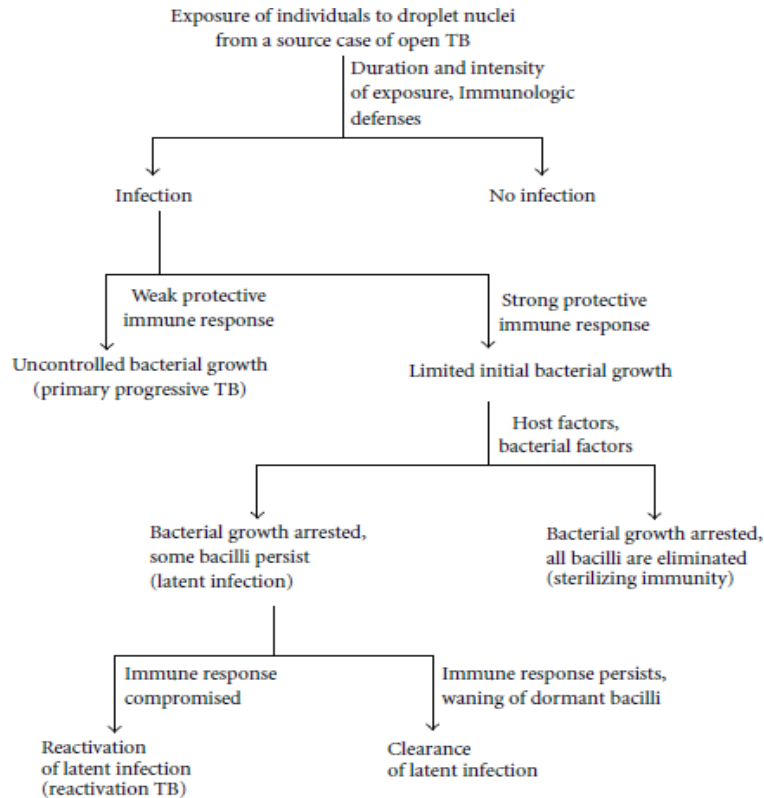 Exposure of individuals to droplet nuclei
from a source case of open TB
Duration and intensity
of exposure, Immunologic
defenses
Infection
No infection
Weak protective
immune response
Strong protective
immune response
Uncontrolled bacterial growth
(primary progressive TB)
Limited initial bacterial growth
Host factors,
bacterial factors
Bacterial growth arrested,
some bacilli persist
(latent infection)
Bacterial growth arrested,
all bacilli are eliminated
(sterilizing immunity)
Immune response
compromised
Immune response persists,
waning of dormant bacilli
Reactivation
of latent infection
(reactivation TB)
Clearance
of latent infection